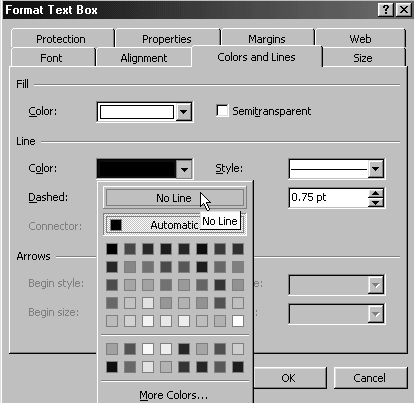 Format Text Box
Protection Properties Margins Web
Font Alignment Colors and Lines Size
Fill
Color: Semitransparent
Line
Color: Style:
No Line
Dashed: 0.75 pt
No Line
Automatic
Connector:
Arrows
Begin style:
Begin size:
OK Cancel
More Colors...